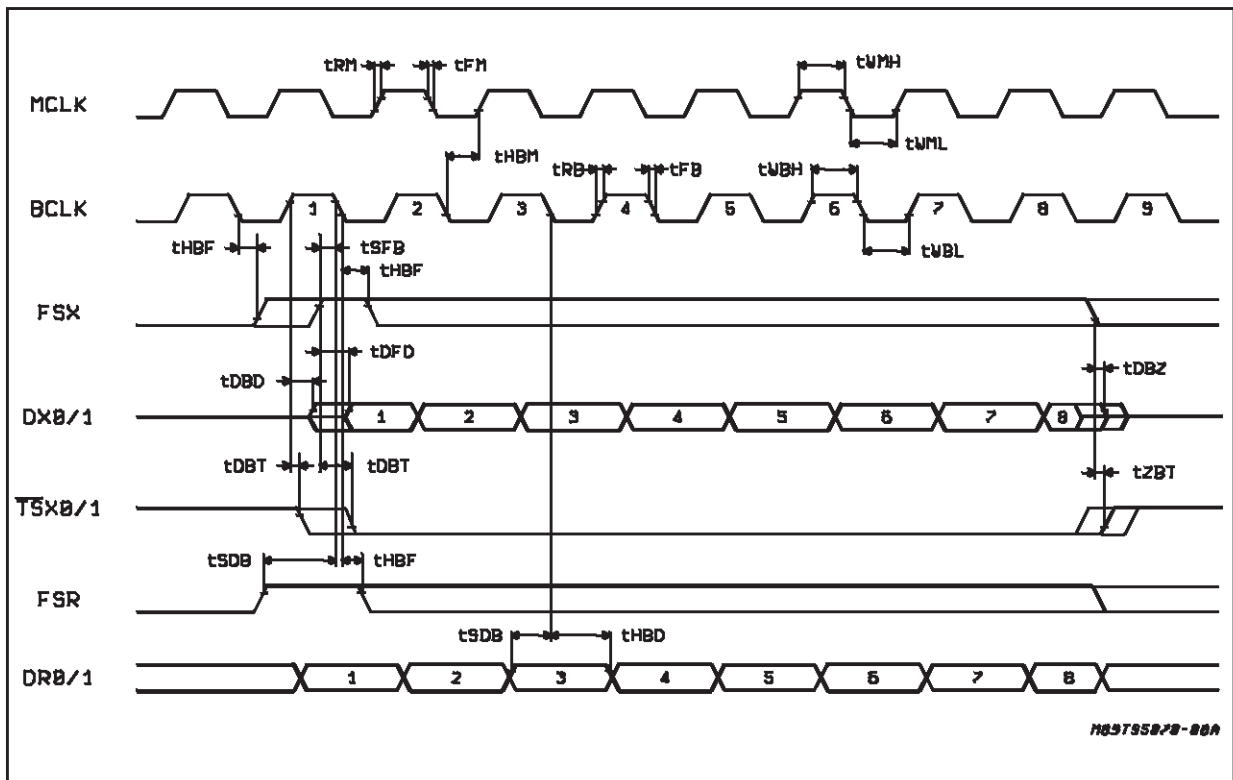 tRM tFM tWMH
MCLK
tHBM tRB tFB tWBH tWML
BCLK 1 2 3 4 5 6 7 8 9
tHBF tSFB tWBL
tHBF
FSX
tDFD
tDBD tDBZ
DX0/1 1 2 3 4 5 6 7 8
tDBT tDBT tZBT
TSX0/1
tSDB tHBF
FSR
tSDB tHBD
DR0/1 1 2 3 4 5 6 7 8